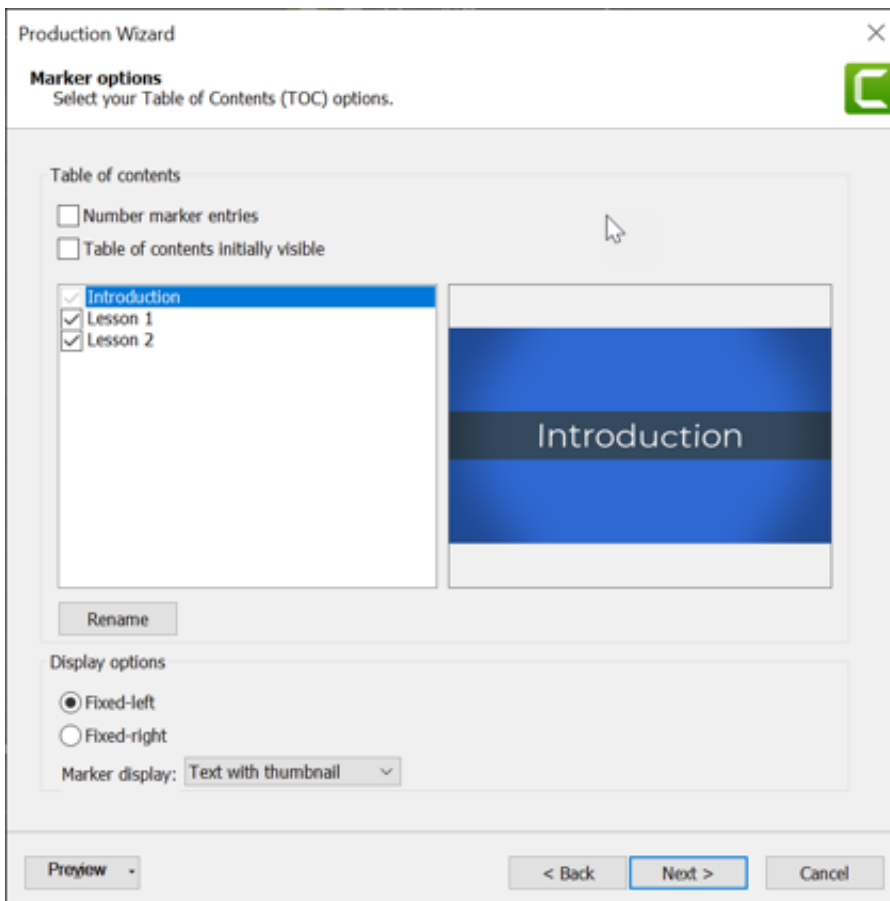 Production Wizard
Marker options
Select your Table of Contents (TOC) options.
Table of contents
Number marker entries
Table of contents initially visible
Introduction
Lesson 1
Lesson 2
Introduction
Rename
Display options
Fixed-left
Fixed-right
Marker display: Text with thumbnail
Preview < Back Next > Cancel